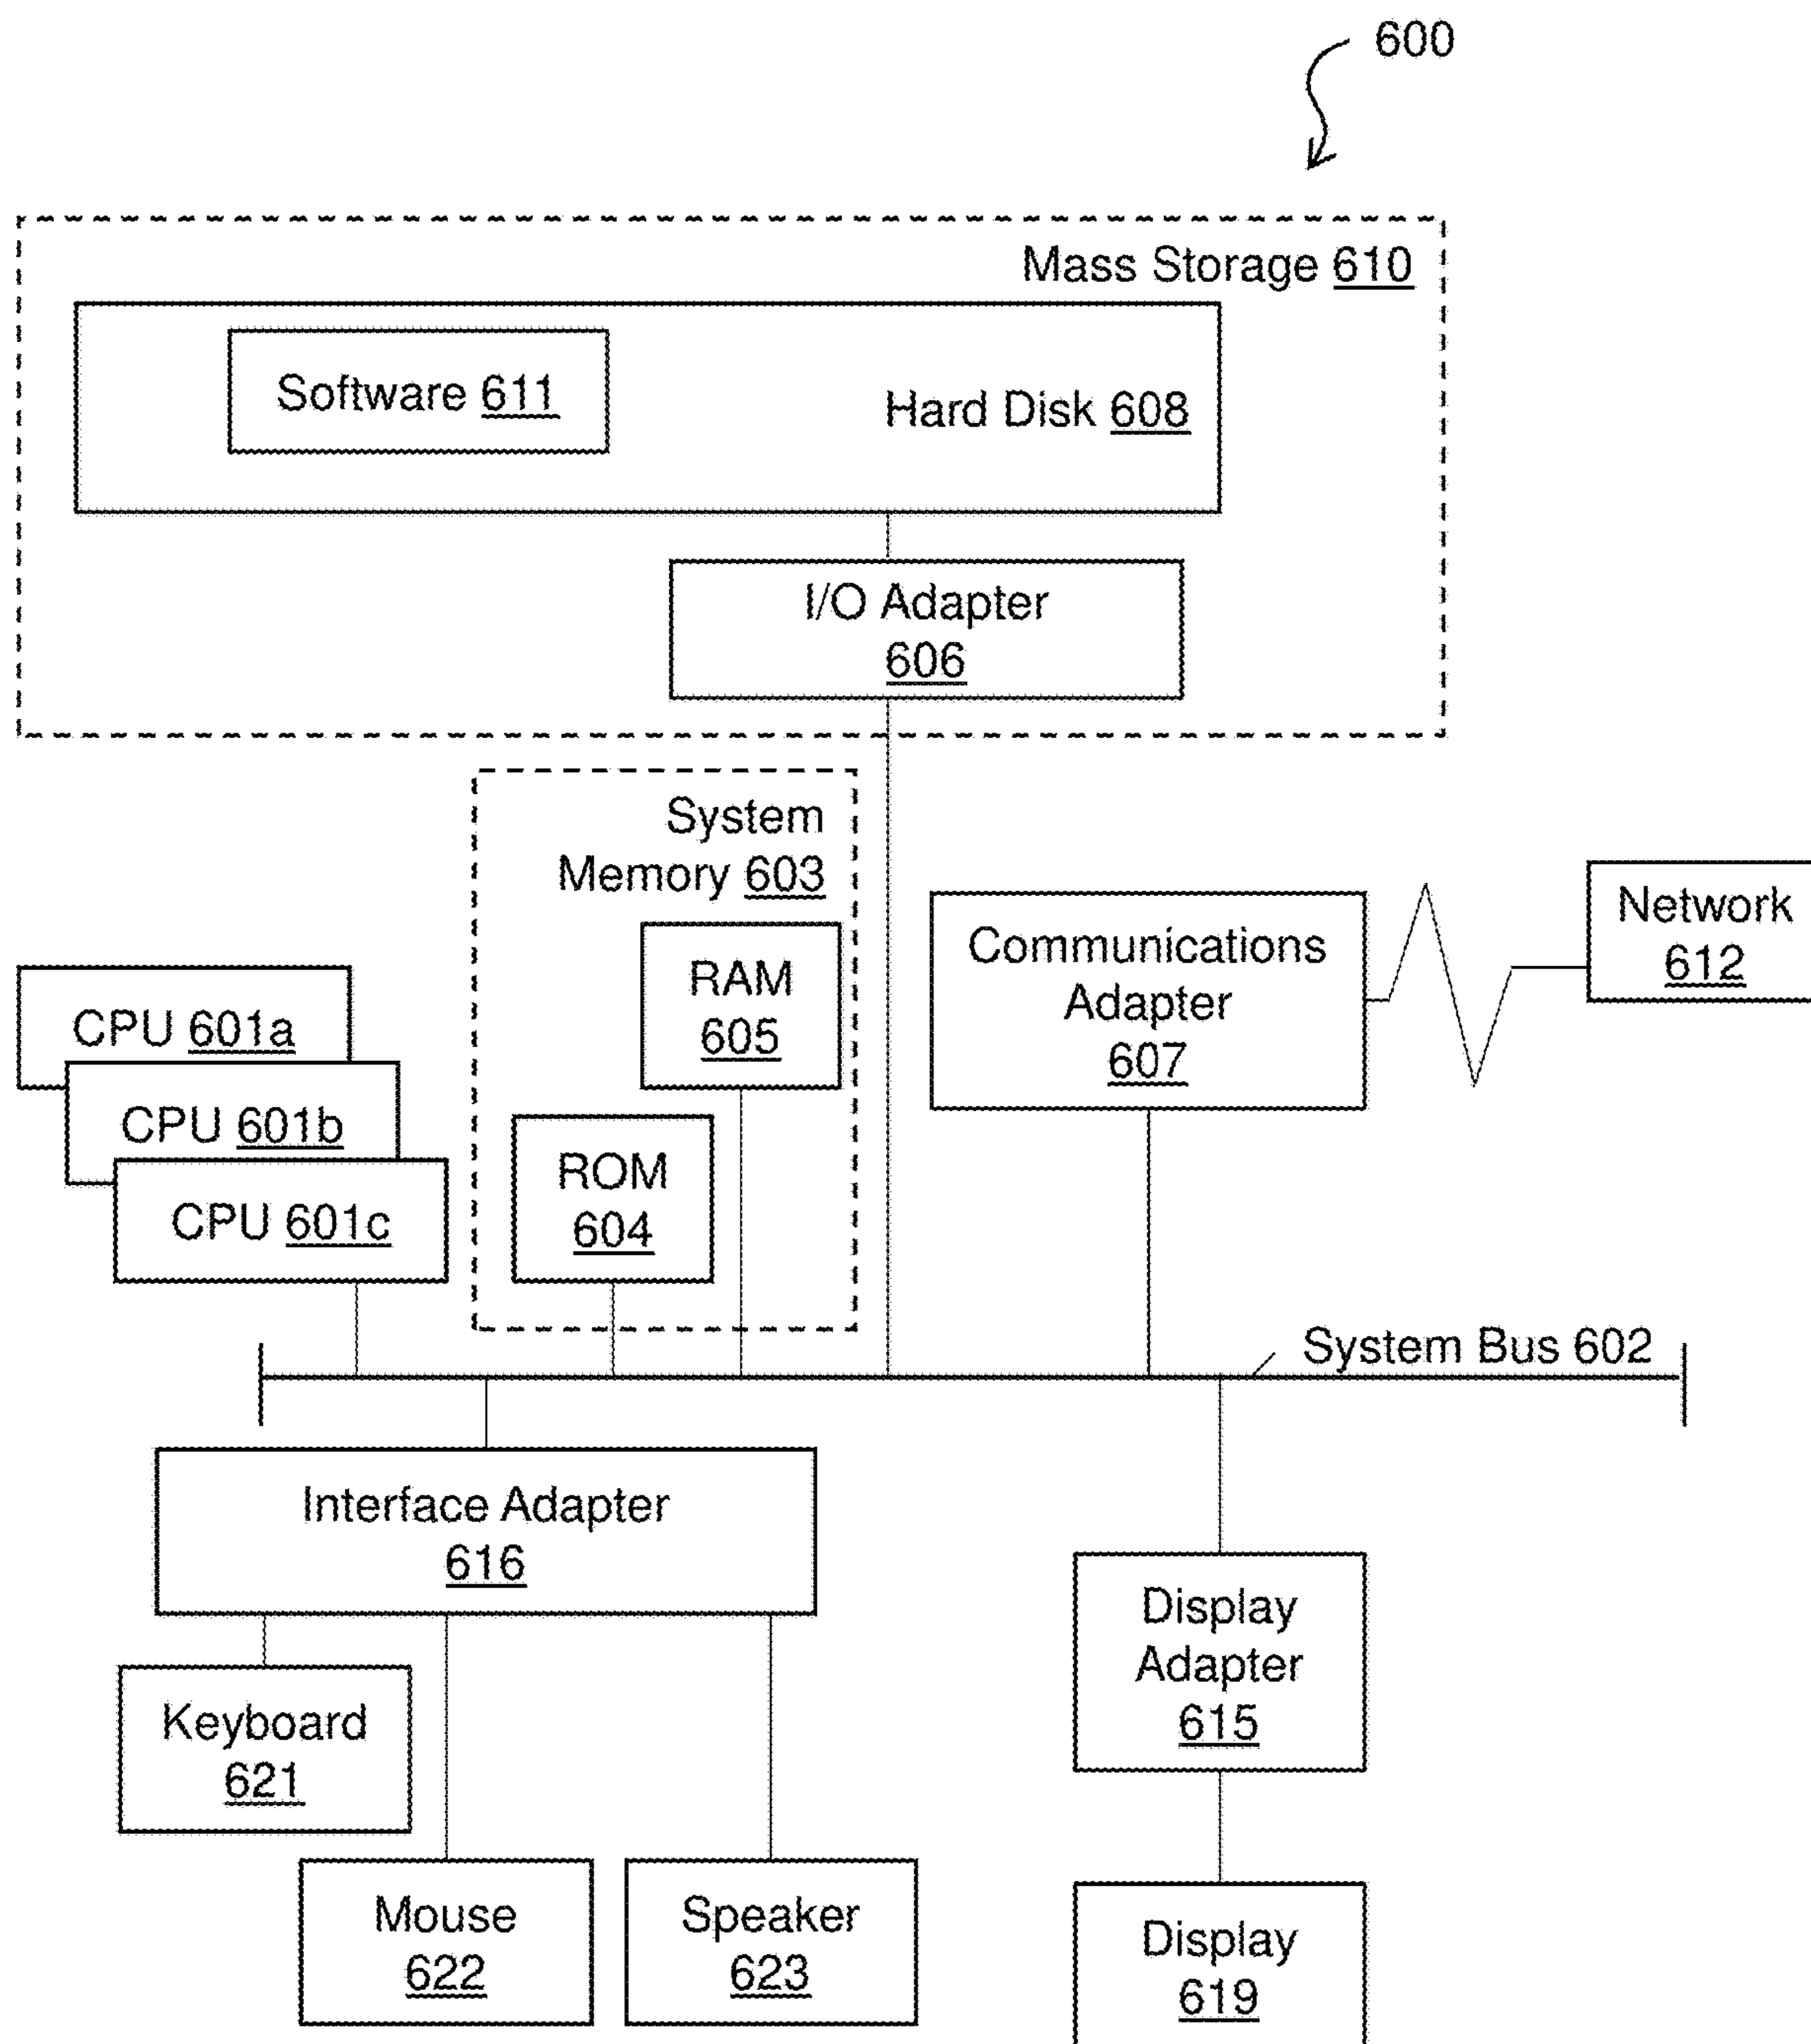 600
Mass Storage 610
Software 611
Hard Disk 608
I/O Adapter
606
System
Memory 603
RAM
605
ROM
604
CPU 601a
CPU 601b
CPU 601c
Communications
Adapter
607
Network
612
System Bus 602
Interface Adapter
616
Keyboard
621
Mouse
622
Speaker
623
Display
Adapter
615
Display
619